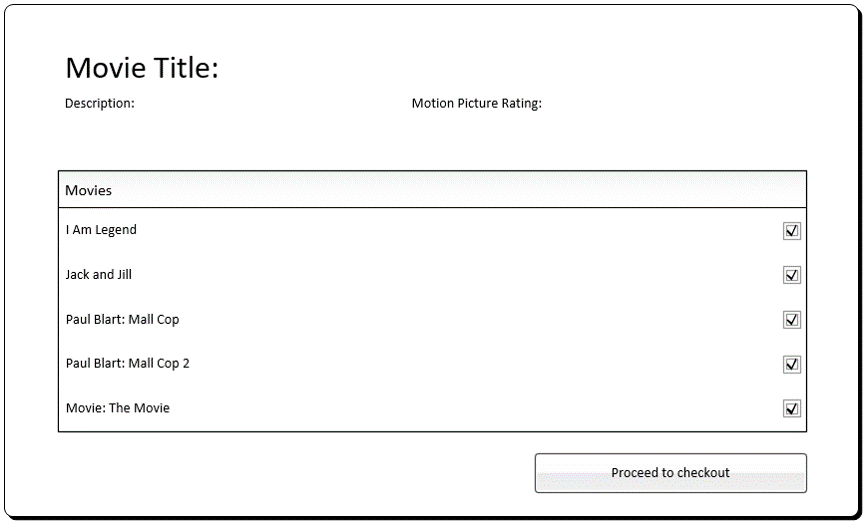 Movie Title:
Description:
Motion Picture Rating:
Movies
I Am Legend
Jack and Jill
Paul Blart: Mall Cop
Paul Blart: Mall Cop 2
Movie: The Movie
Proceed to checkout